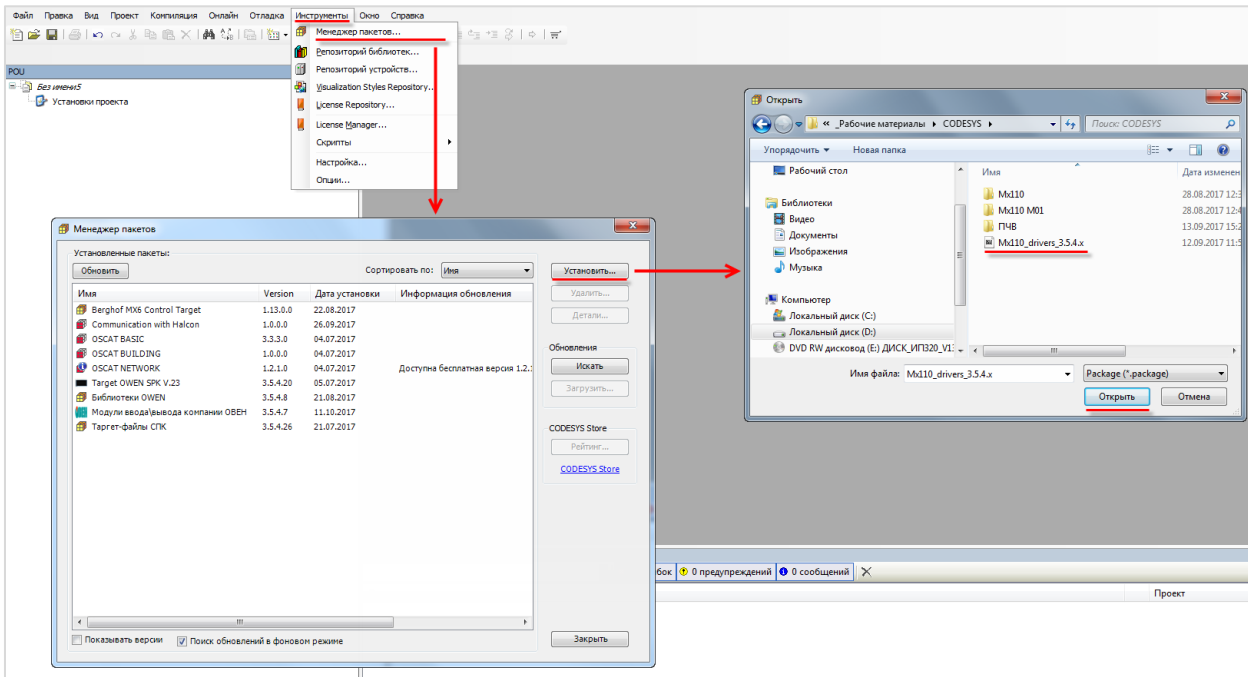 Файл Правка Вид Проект Компиляция Онлайн Отладка Инструменты Окно Справка
Менеджер пакетов...
Репозиторий библиотек...
Репозиторий устройств...
Visualization Styles Repository..
License Repository...
License Manager...
Скрипты
Настройка...
Опции...
POU
Без имени5
Установки проекта
Менеджер пакетов
Установленные пакеты:
Обновить
Сортировать по: Имя
Имя Version Дата установки Информация обновления
Berghof MX6 Control Target 1.13.0.0 22.08.2017
Communication with Halcon 1.0.0.0 26.09.2017
OSCAT BASIC 3.3.3.0 04.07.2017
OSCAT BUILDING 1.0.0.0 04.07.2017
OSCAT NETWORK 1.2.1.0 04.07.2017 Доступна бесплатная версия 1.2.
Target OWEN SPK V.23 3.5.4.20 05.07.2017
Библиотеки OWEN 3.5.4.8 21.08.2017
Модули ввода\вывода компании ОВЕН 3.5.4.7 11.10.2017
Таргет-файлы СПК 3.5.4.26 21.07.2017
Установить...
Удалить...
Детали...
Обновления
Искать
Загрузить...
CODESYS Store
Рейтинг...
CODESYS Store
Показывать версии
Поиск обновлений в фоновом режиме
Закрыть
Открыть
« _Рабочие материалы CODESYS
Поиск: CODESYS
Упорядочить Новая папка
Рабочий стол
Библиотеки
Видео
Документы
Изображения
Музыка
Компьютер
Локальный диск (C:)
Локальный диск (D:)
DVD RW дисковод (E:) ДИСК_ИП320_V1
Имя Дата изменен
Mx110 28.08.2017 12:3
Mx110 M01 28.08.2017 12:4
ПЧВ 13.09.2017 15:2
Mx110_drivers_3.5.4.x 12.09.2017 11:5
Имя файла: Mx110_drivers_3.5.4.x
Package (*.package)
Открыть
Отмена
бок 0 предупреждений 0 сообщений
Проект